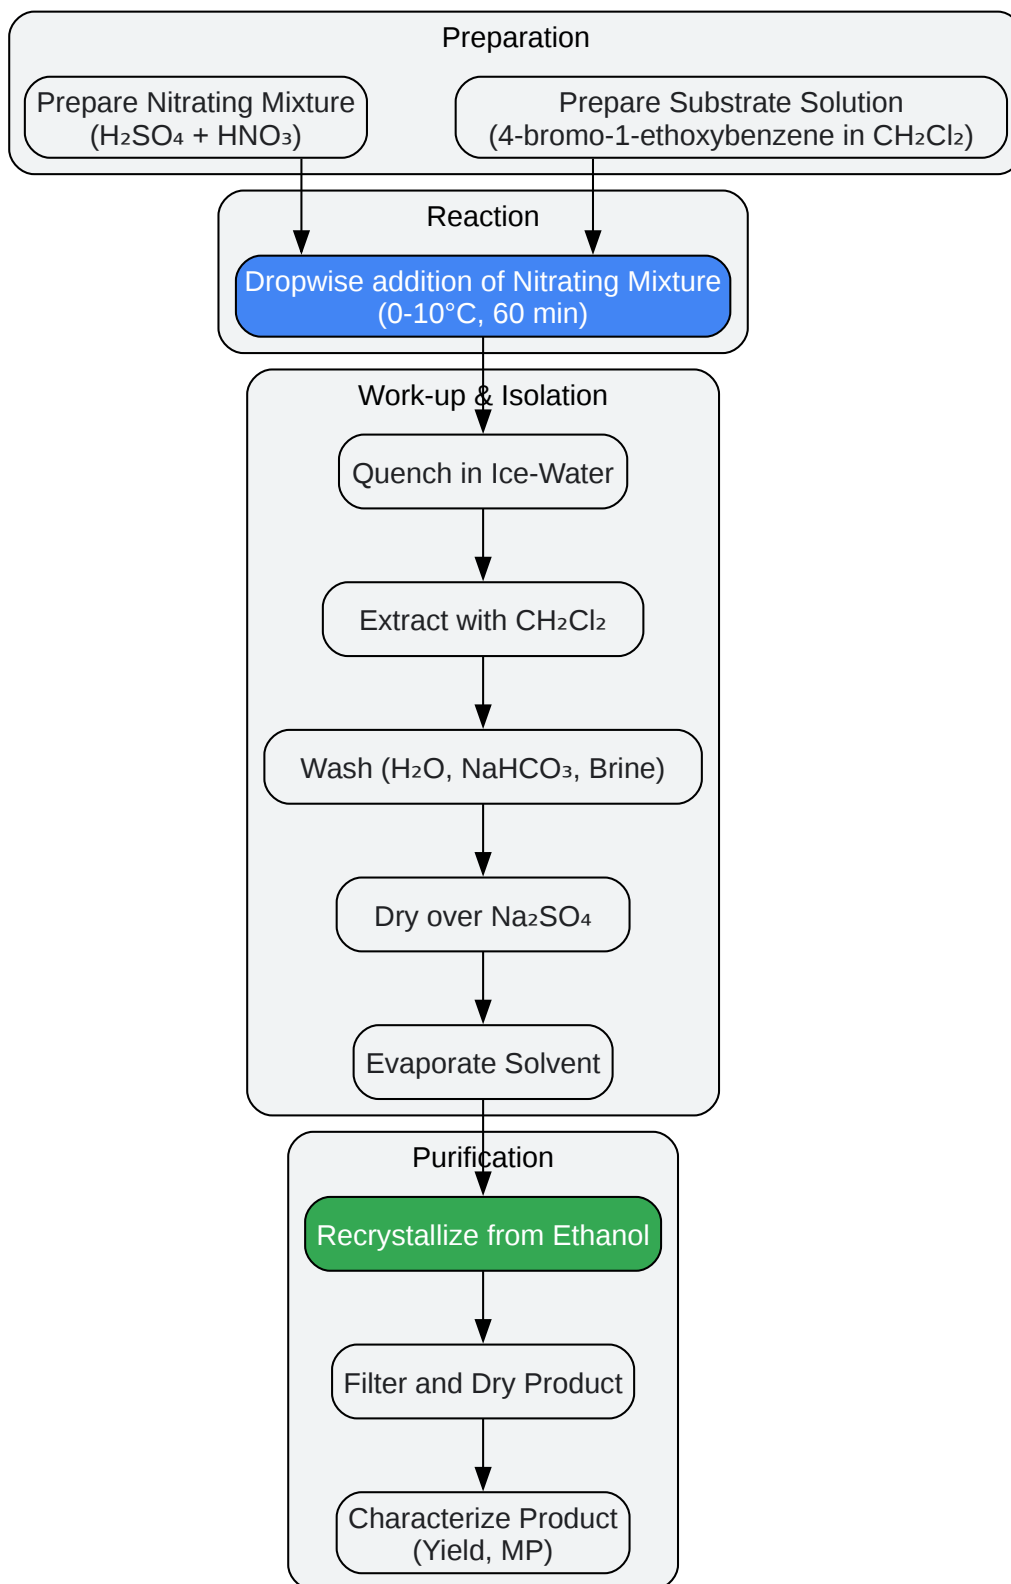 Preparation
Prepare Nitrating Mixture
(H₂SO₄ + HNO₃)
Prepare Substrate Solution
(4-bromo-1-ethoxybenzene in CH₂Cl₂)
Reaction
Dropwise addition of Nitrating Mixture
(0-10°C, 60 min)
Work-up & Isolation
Quench in Ice-Water
Extract with CH₂Cl₂
Wash (H₂O, NaHCO₃, Brine)
Dry over Na₂SO₄
Evaporate Solvent
Purification
Recrystallize from Ethanol
Filter and Dry Product
Characterize Product
(Yield, MP)